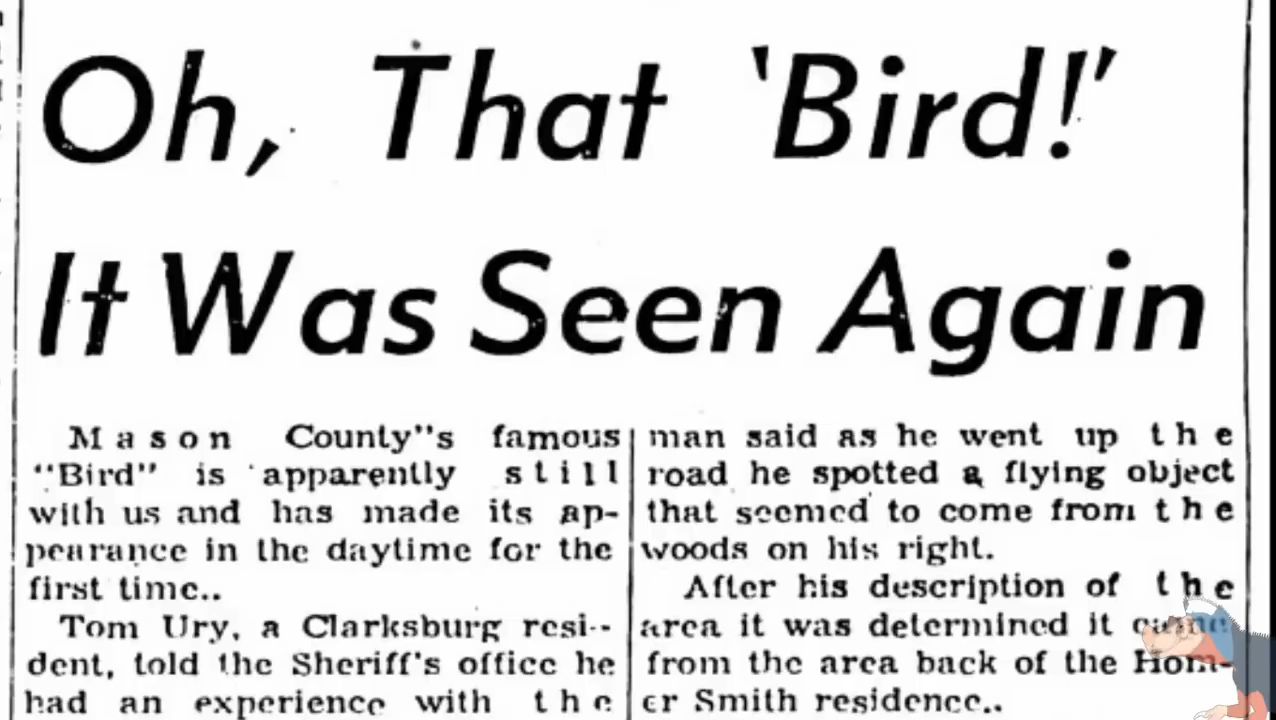 Oh, That 'Bird!'
It Was Seen Again
Mason County"s famous
"Bird" is apparently still
with us and has made its ap-
pearance in the daytime for the
first time..
Tom Ury, a Clarksburg resi-
dent, told the Sheriff's office he
had an experience with the
man said as he went up the
road he spotted a flying object
that seemed to come from the
woods on his right.
After his description of the
area it was determined it came
from the area back of the Hom-
er Smith residence..